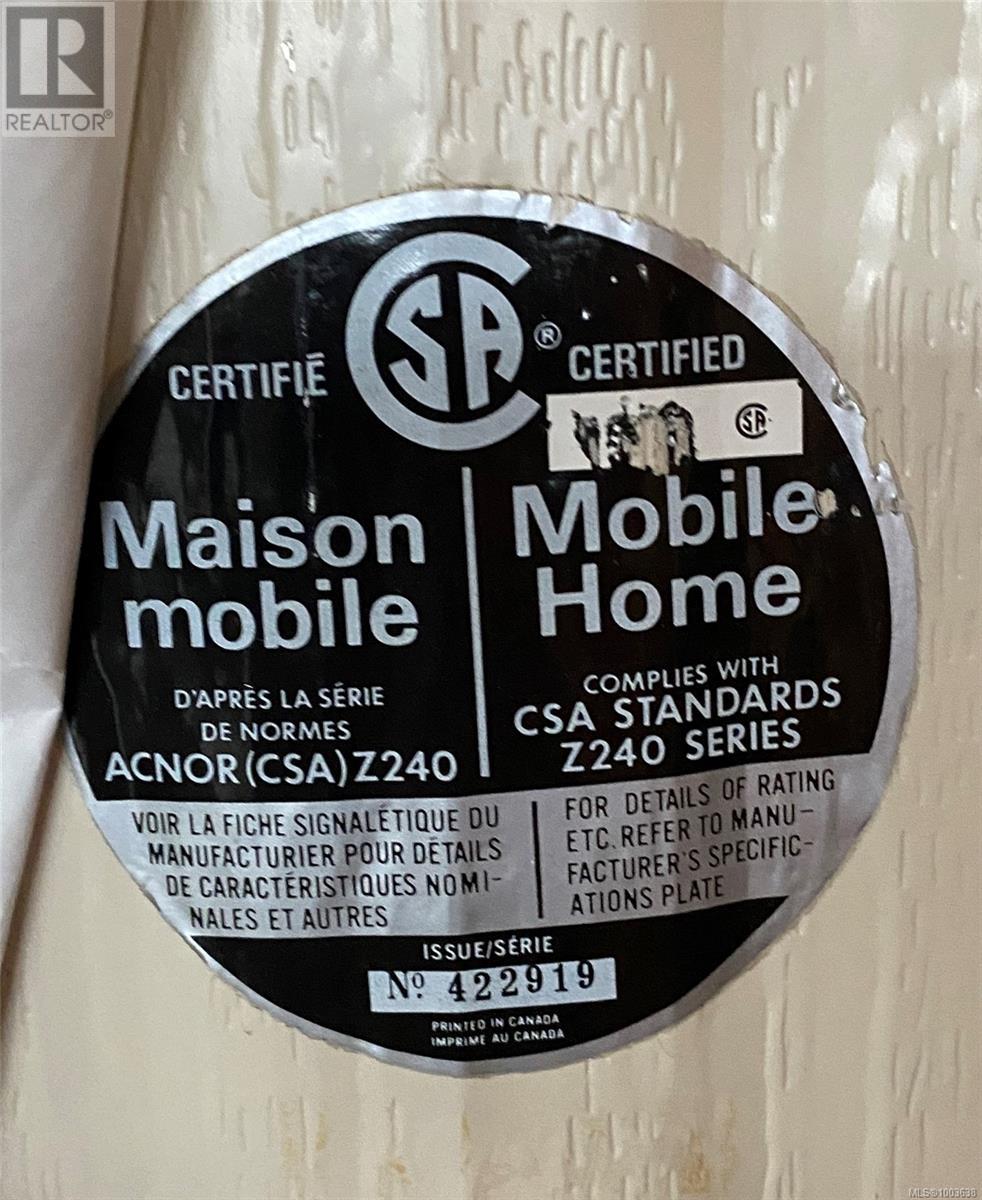 REALTOR®
CSA ®
CERTIFIÉ
CERTIFIED
CSA
Maison
mobile
D'APRÈS LA SÉRIE
DE NORMES
ACNOR (CSA) Z240
Mobile
Home
COMPLIES WITH
CSA STANDARDS
Z240 SERIES
VOIR LA FICHE SIGNALÉTIQUE DU
MANUFACTURIER POUR DÉTAILS
DE CARACTÉRISTIQUES NOMI-
NALES ET AUTRES
FOR DETAILS OF RATING
ETC. REFER TO MANU-
FACTURER'S SPECIFIC-
ATIONS PLATE
ISSUE/SÉRIE
Nº 422919
PRINTED IN CANADA
IMPRIME AU CANADA
MLS®1003638